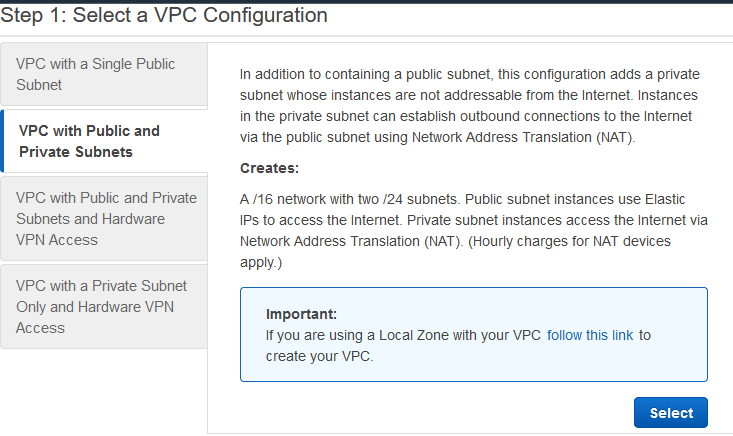 Step 1: Select a VPC Configuration
VPC with a Single Public
Subnet
VPC with Public and
Private Subnets
VPC with Public and Private
Subnets and Hardware
VPN Access
VPC with a Private Subnet
Only and Hardware VPN
Access
In addition to containing a public subnet, this configuration adds a private
subnet whose instances are not addressable from the Internet. Instances
in the private subnet can establish outbound connections to the Internet
via the public subnet using Network Address Translation (NAT).
Creates:
A /16 network with two /24 subnets. Public subnet instances use Elastic
IPs to access the Internet. Private subnet instances access the Internet via
Network Address Translation (NAT). (Hourly charges for NAT devices
apply.)
Important:
If you are using a Local Zone with your VPC follow this link to
create your VPC.
Select